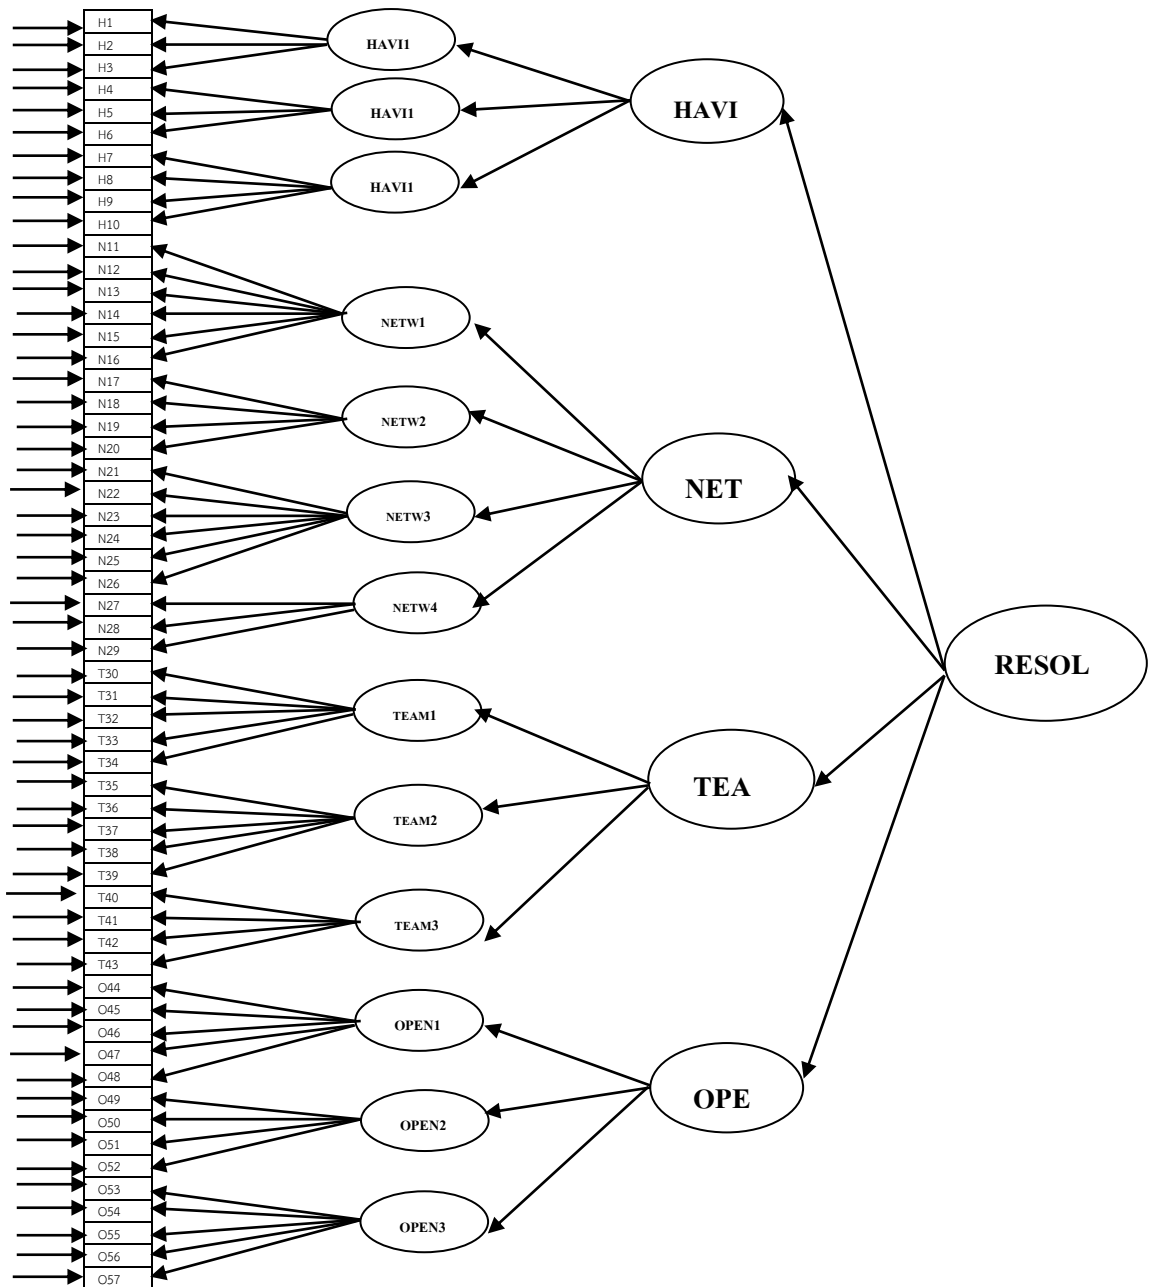 H1
H2
H3
H4
H5
H6
H7
H8
H9
H10
N11
N12
N13
N14
N15
N16
N17
N18
N19
N20
N21
N22
N23
N24
N25
N26
N27
N28
N29
T30
T31
T32
T33
T34
T35
T36
T37
T38
T39
T40
T41
T42
T43
O44
O45
O46
O47
O48
O49
O50
O51
O52
O53
O54
O55
O56
O57
HAVI1
HAVI1
HAVI1
NETW1
NETW2
NETW3
NETW4
TEAM1
TEAM2
TEAM3
OPEN1
OPEN2
OPEN3
HAVI
NET
TEA
OPE
RESOL